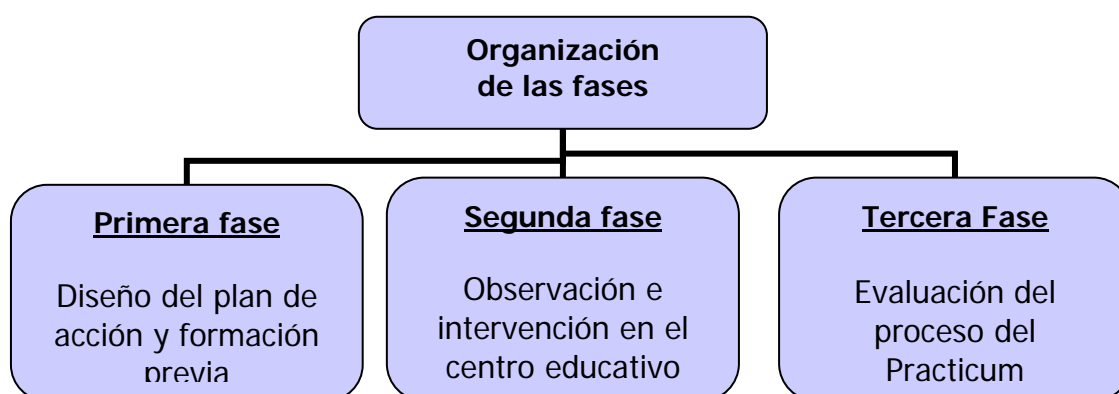 Organización
de las fases
Primera fase
Diseño del plan de
acción y formación
previa
Segunda fase
Observación e
intervención en el
centro educativo
Tercera Fase
Evaluación del
proceso del
Practicum